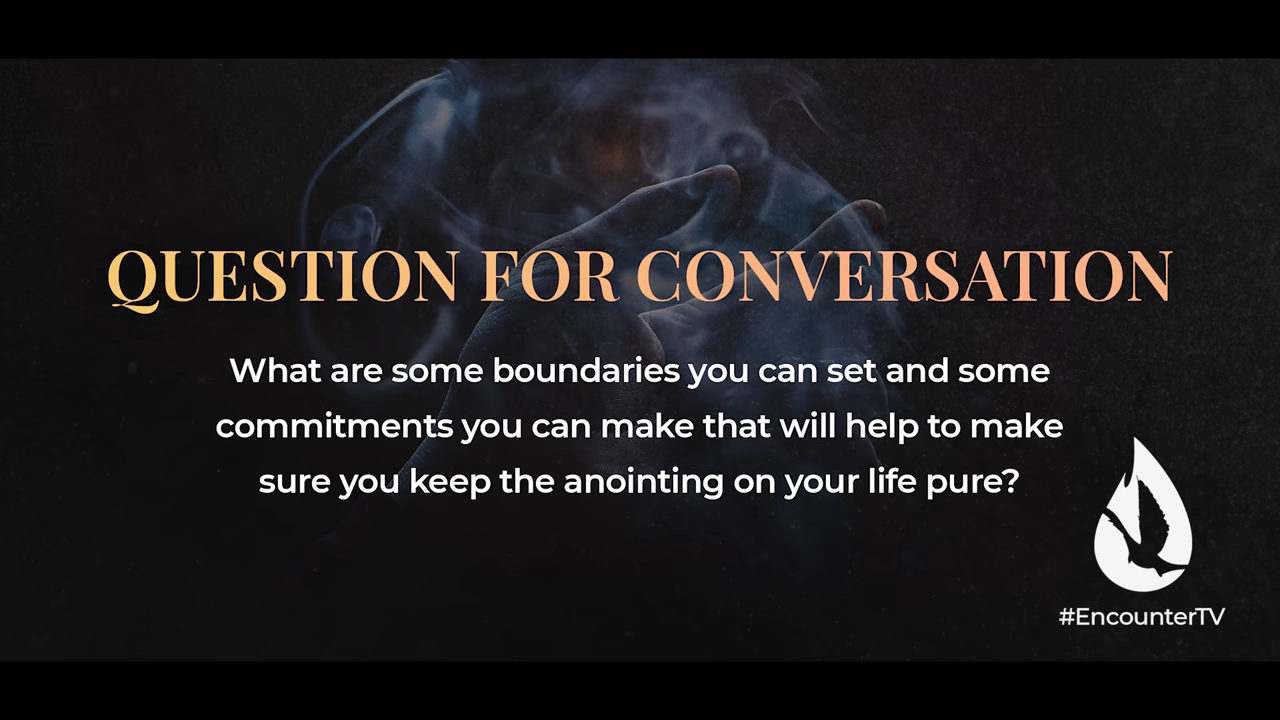 QUESTION FOR CONVERSATION
What are some boundaries you can set and some
commitments you can make that will help to make
sure you keep the anointing on your life pure?
#EncounterTV